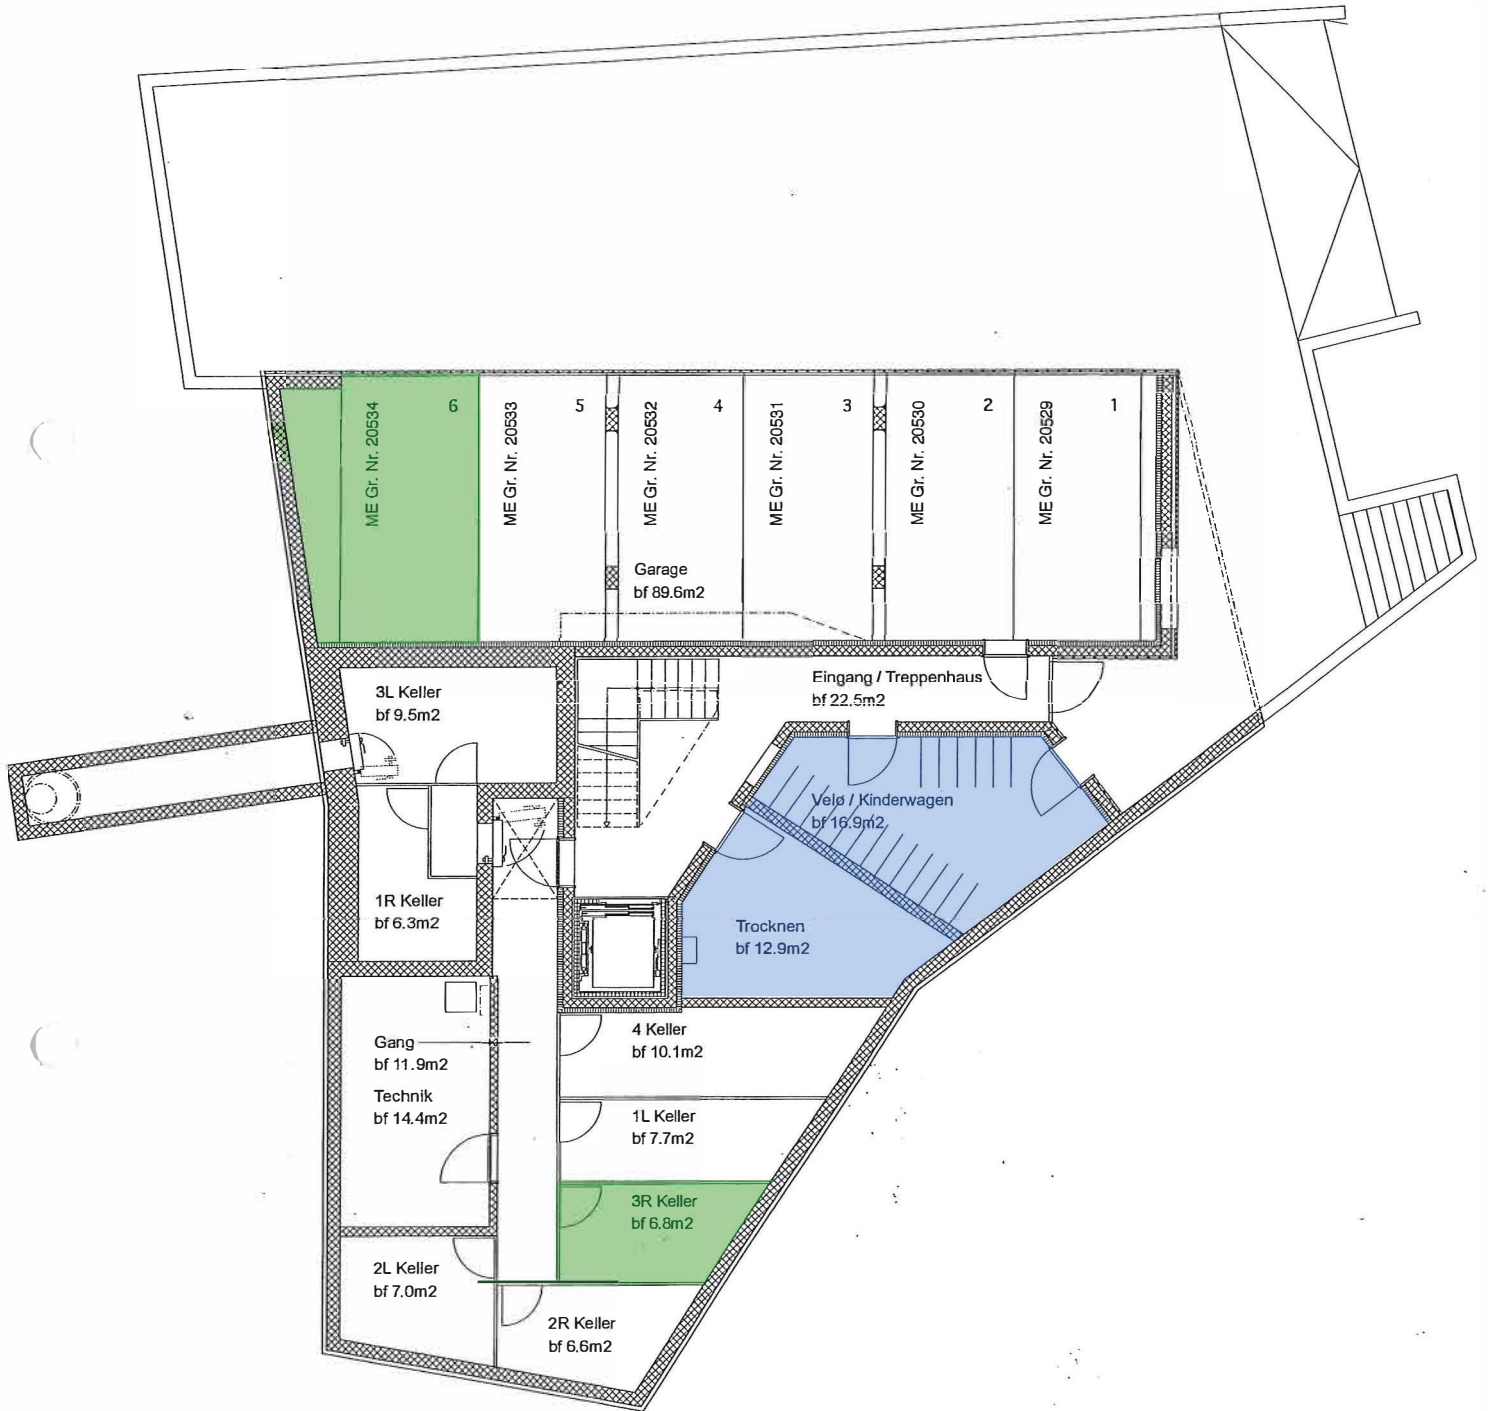 6
5
4
3
2
1
ME Gr. Nr. 20534
ME Gr. Nr. 20533
ME Gr. Nr. 20532
ME Gr. Nr. 20531
ME Gr. Nr. 20530
ME Gr. Nr. 20529
Garage
bf 89.6m2
3L Keller
bf 9.5m2
Eingang / Treppenhaus
bf 22.5m2
Velo / Kinderwagen
bf 16.9m2
1R Keller
bf 6.3m2
Trocknen
bf 12.9m2
Gang
bf 11.9m2
Technik
bf 14.4m2
4 Keller
bf 10.1m2
1L Keller
bf 7.7m2
3R Keller
bf 6.8m2
2L Keller
bf 7.0m2
2R Keller
bf 6.6m2